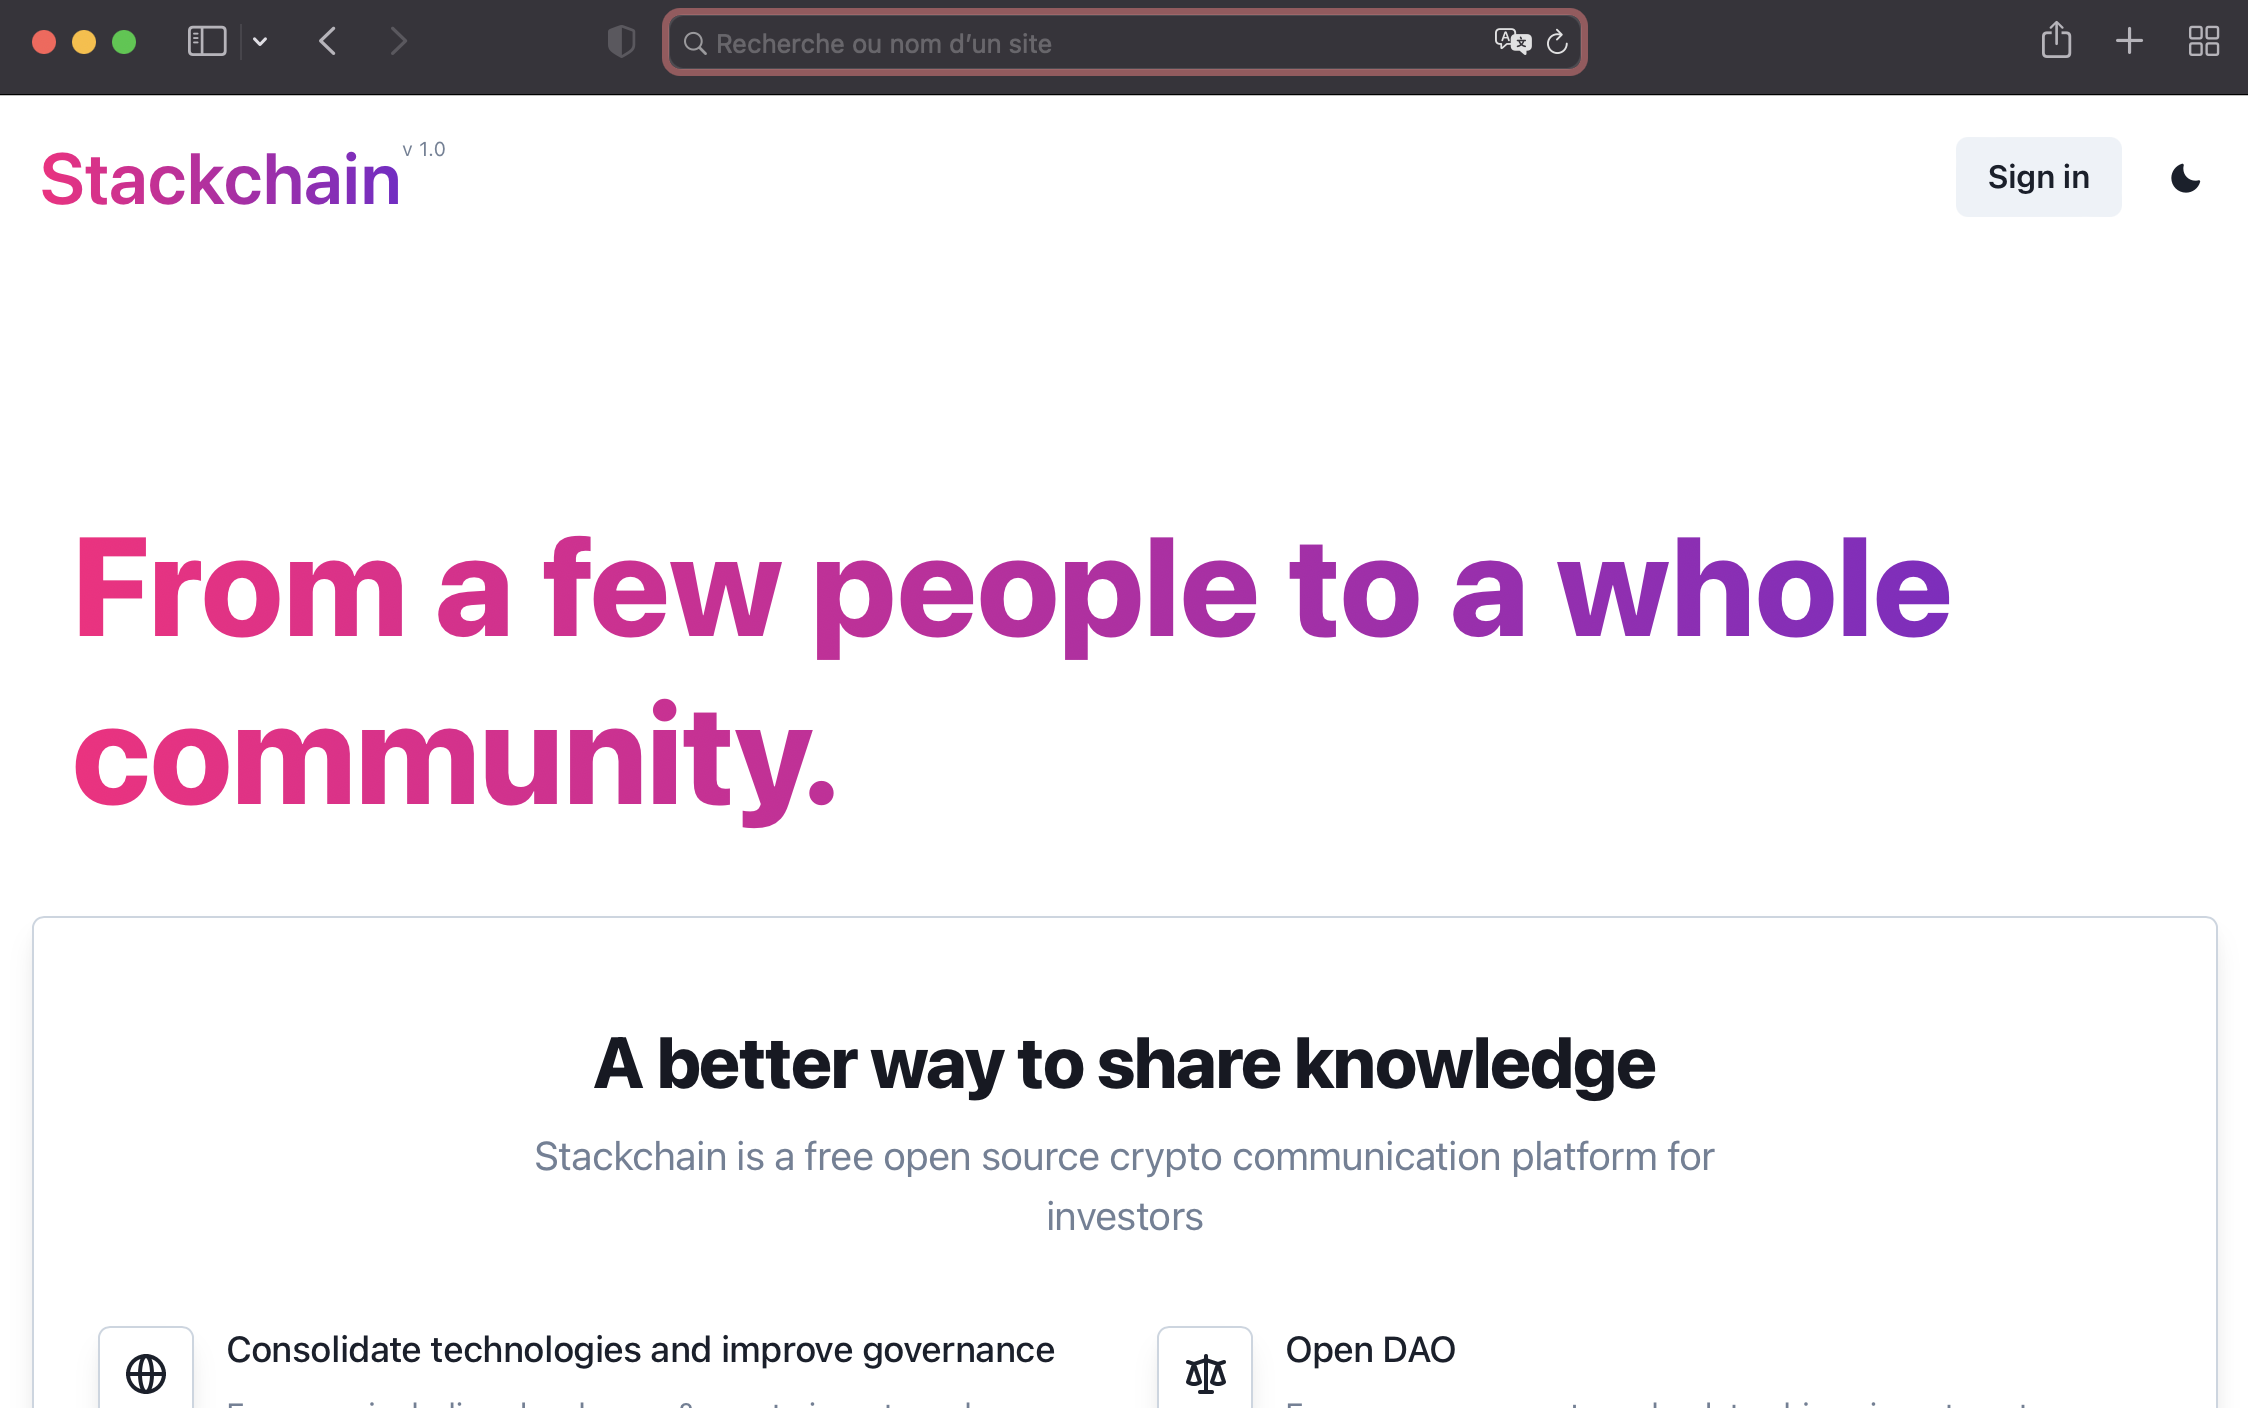 Recherche ou nom d’un site
Stackchain v 1.0
Sign in
From a few people to a whole
community.
A better way to share knowledge
Stackchain is a free open source crypto communication platform for
investors
Consolidate technologies and improve governance
Open DAO